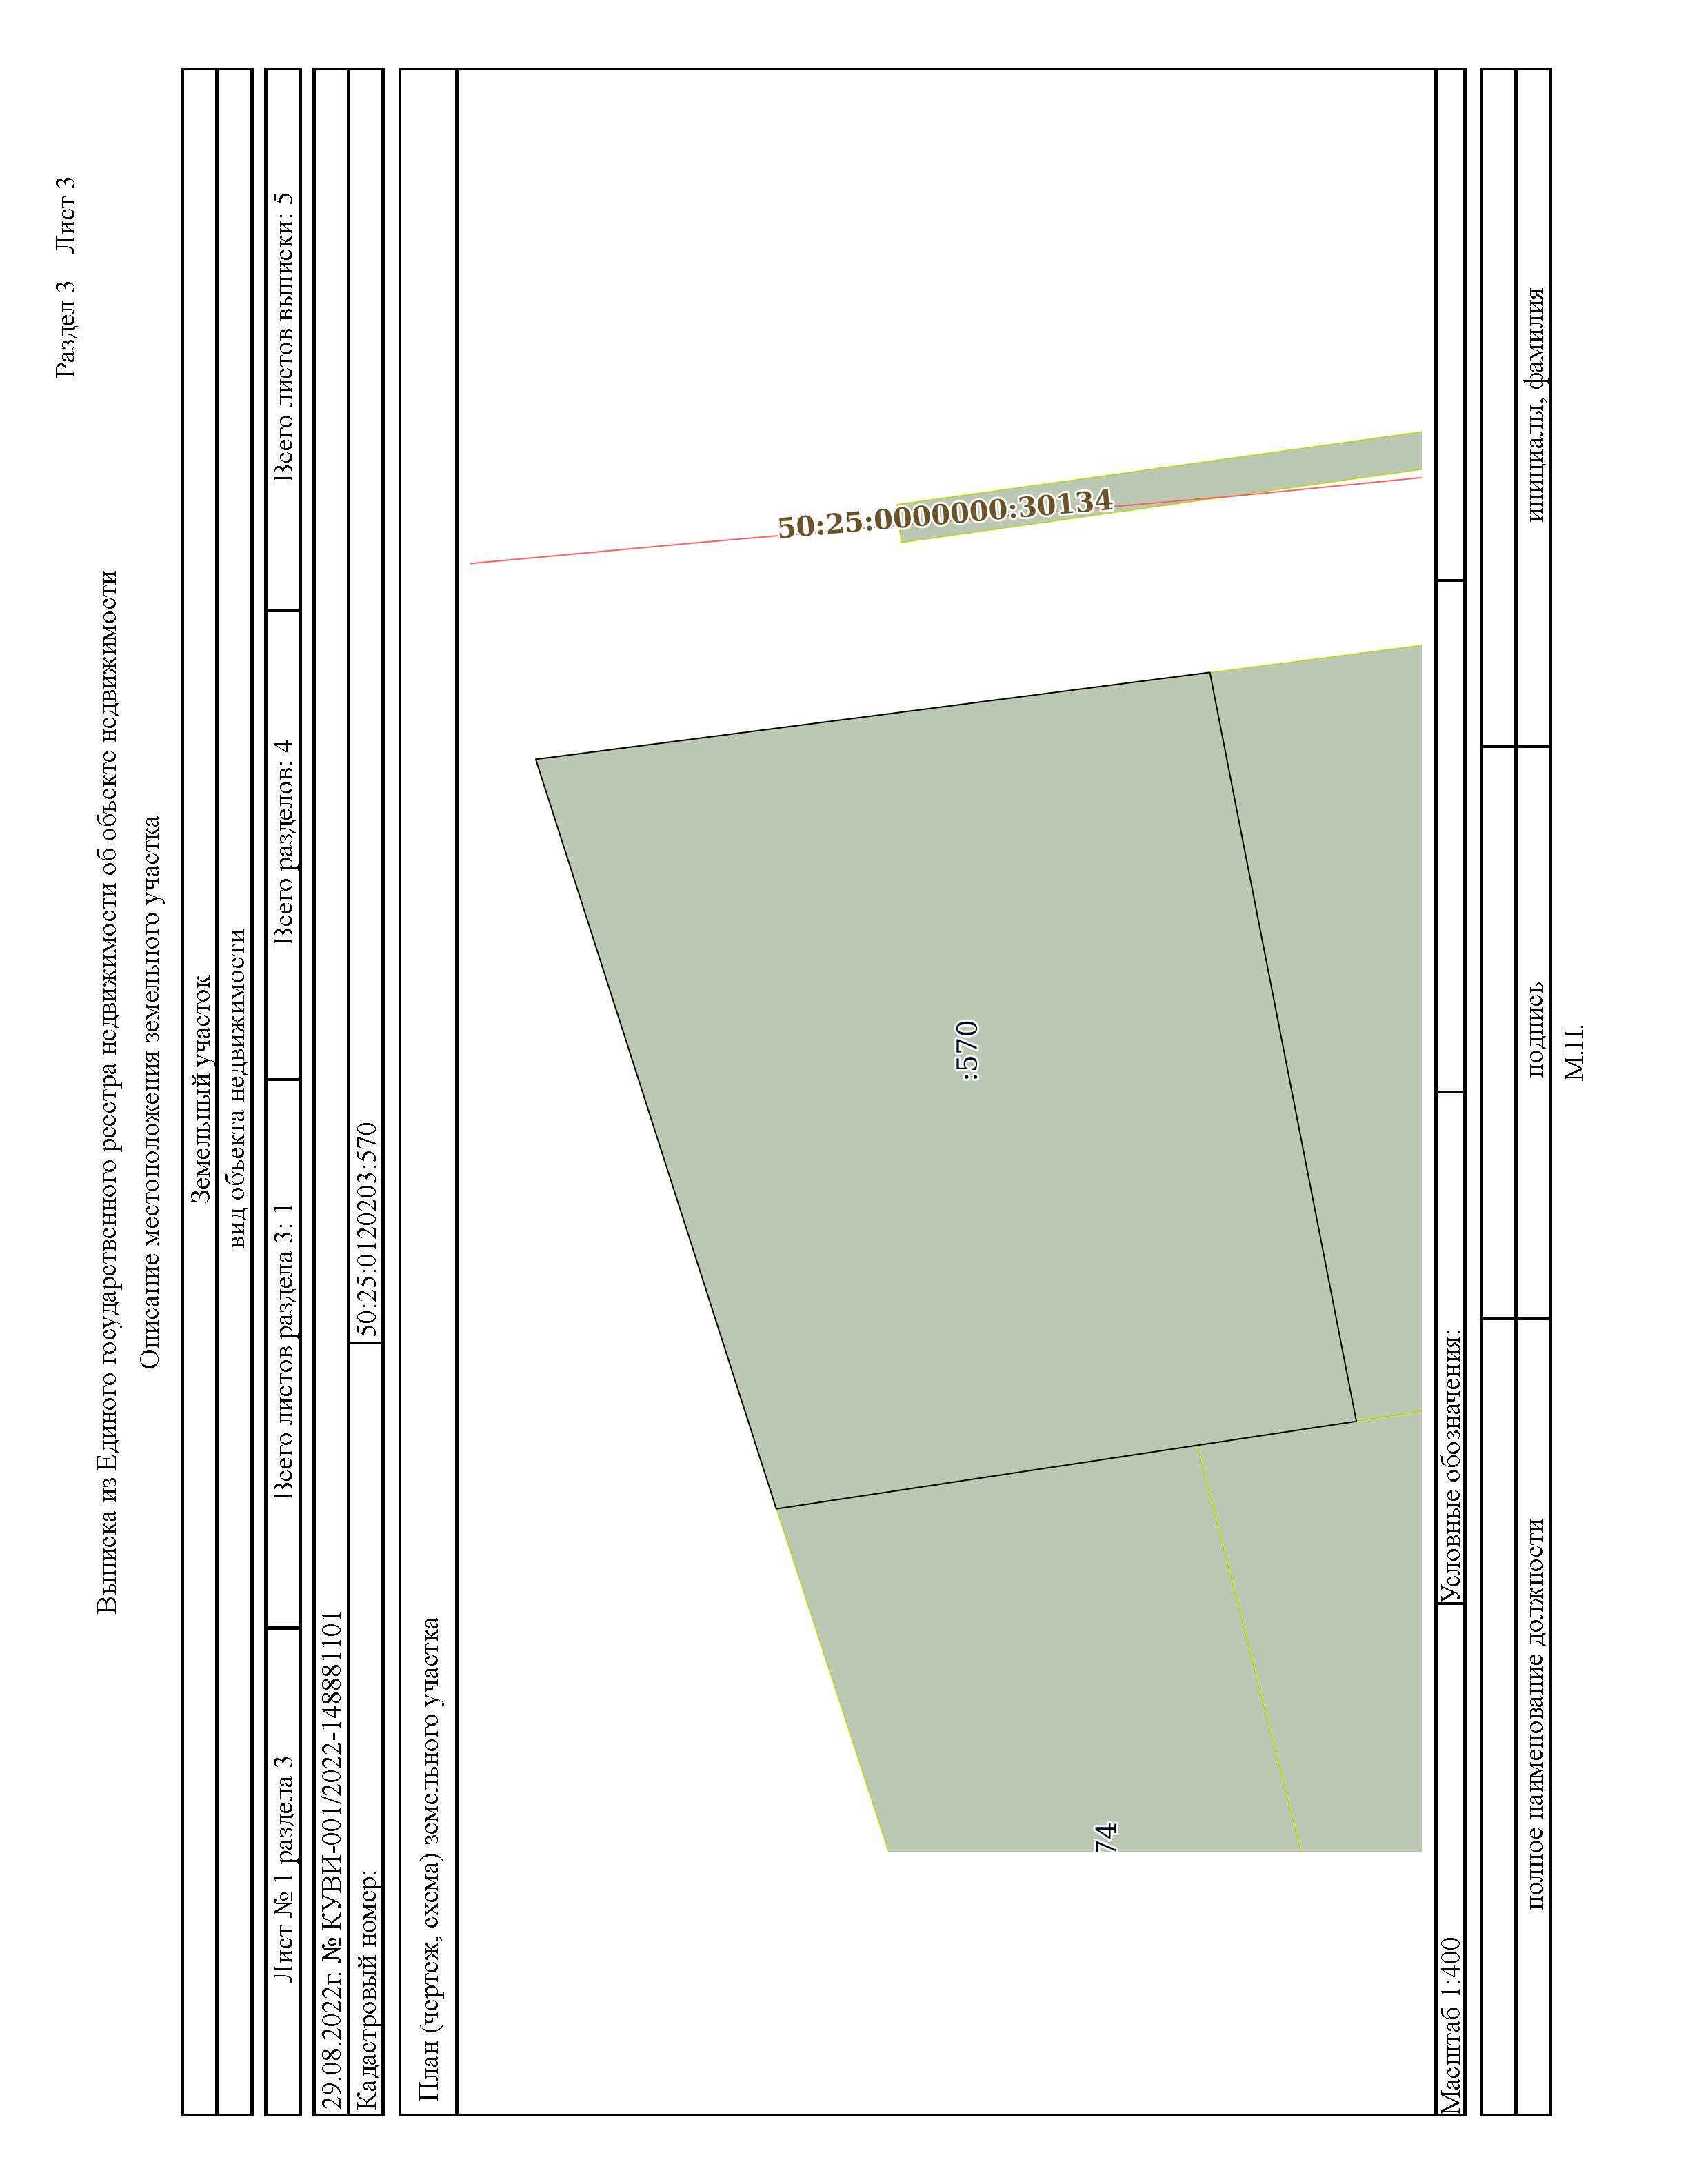 Раздел 3 Лист 3
Выписка из Единого государственного реестра недвижимости об объекте недвижимости
Описание местоположения земельного участка
Земельный участок
вид объекта недвижимости
Лист № 1 раздела 3 Всего листов раздела 3: 1 Всего разделов: 4 Всего листов выписки: 5
29.08.2022г. № КУВИ-001/2022-148881101
Кадастровый номер: 50:25:0120203:570
План (чертеж, схема) земельного участка
50:25:0000000:30134
:570
74
Масштаб 1:400 Условные обозначения:
полное наименование должности подпись инициалы, фамилия
М.П.